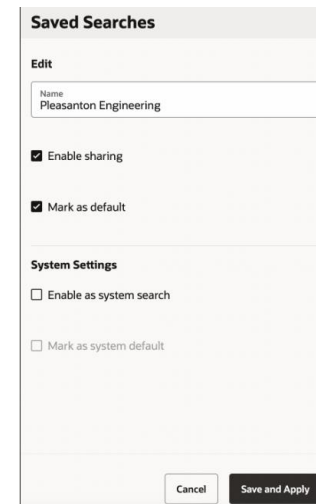 Saved Searches
Edit
Name
Pleasanton Engineering
Enable sharing
Mark as default
System Settings
Enable as system search
Mark as system default
Cancel Save and Apply